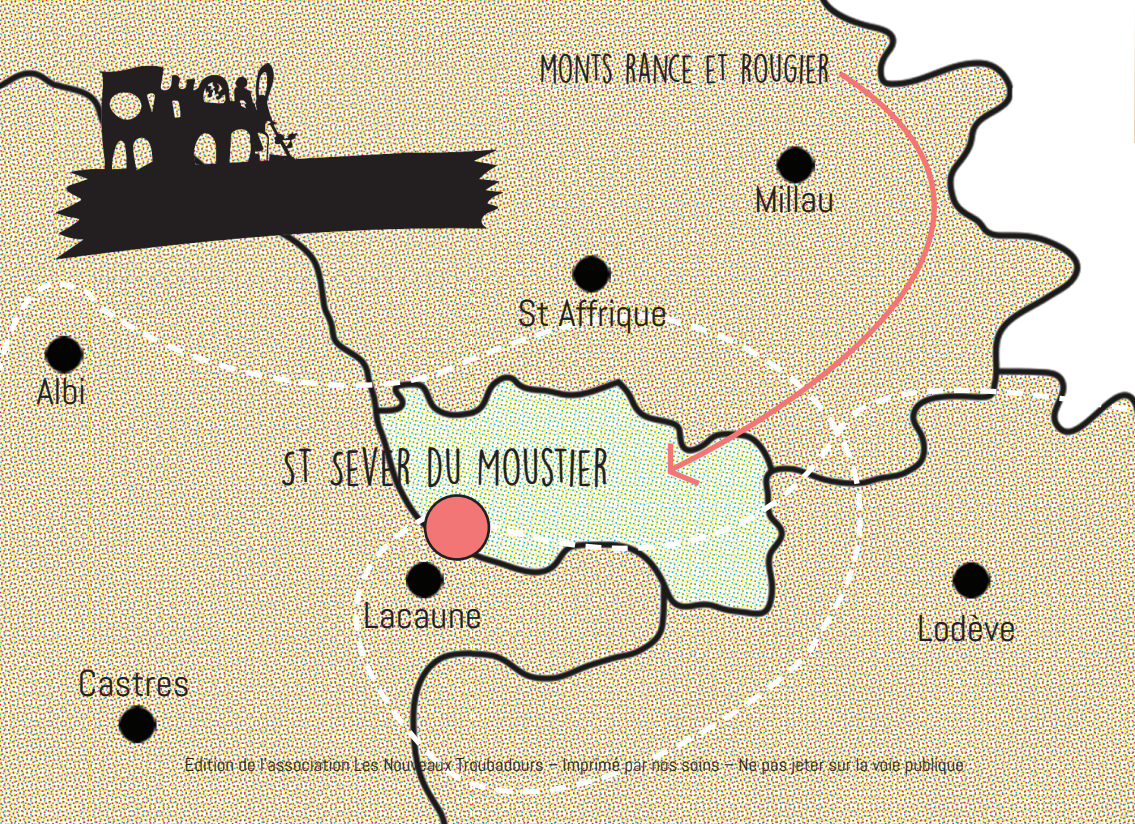 MONTS RANCE ET ROUGIER
Millau
St Affrique
Albi
ST SEVER DU MOUSTIER
Lacaune
Lodève
Castres
Edition de l'association Les Nouveaux Troubadours – Imprimé par nos soins – Ne pas jeter sur la voie publique